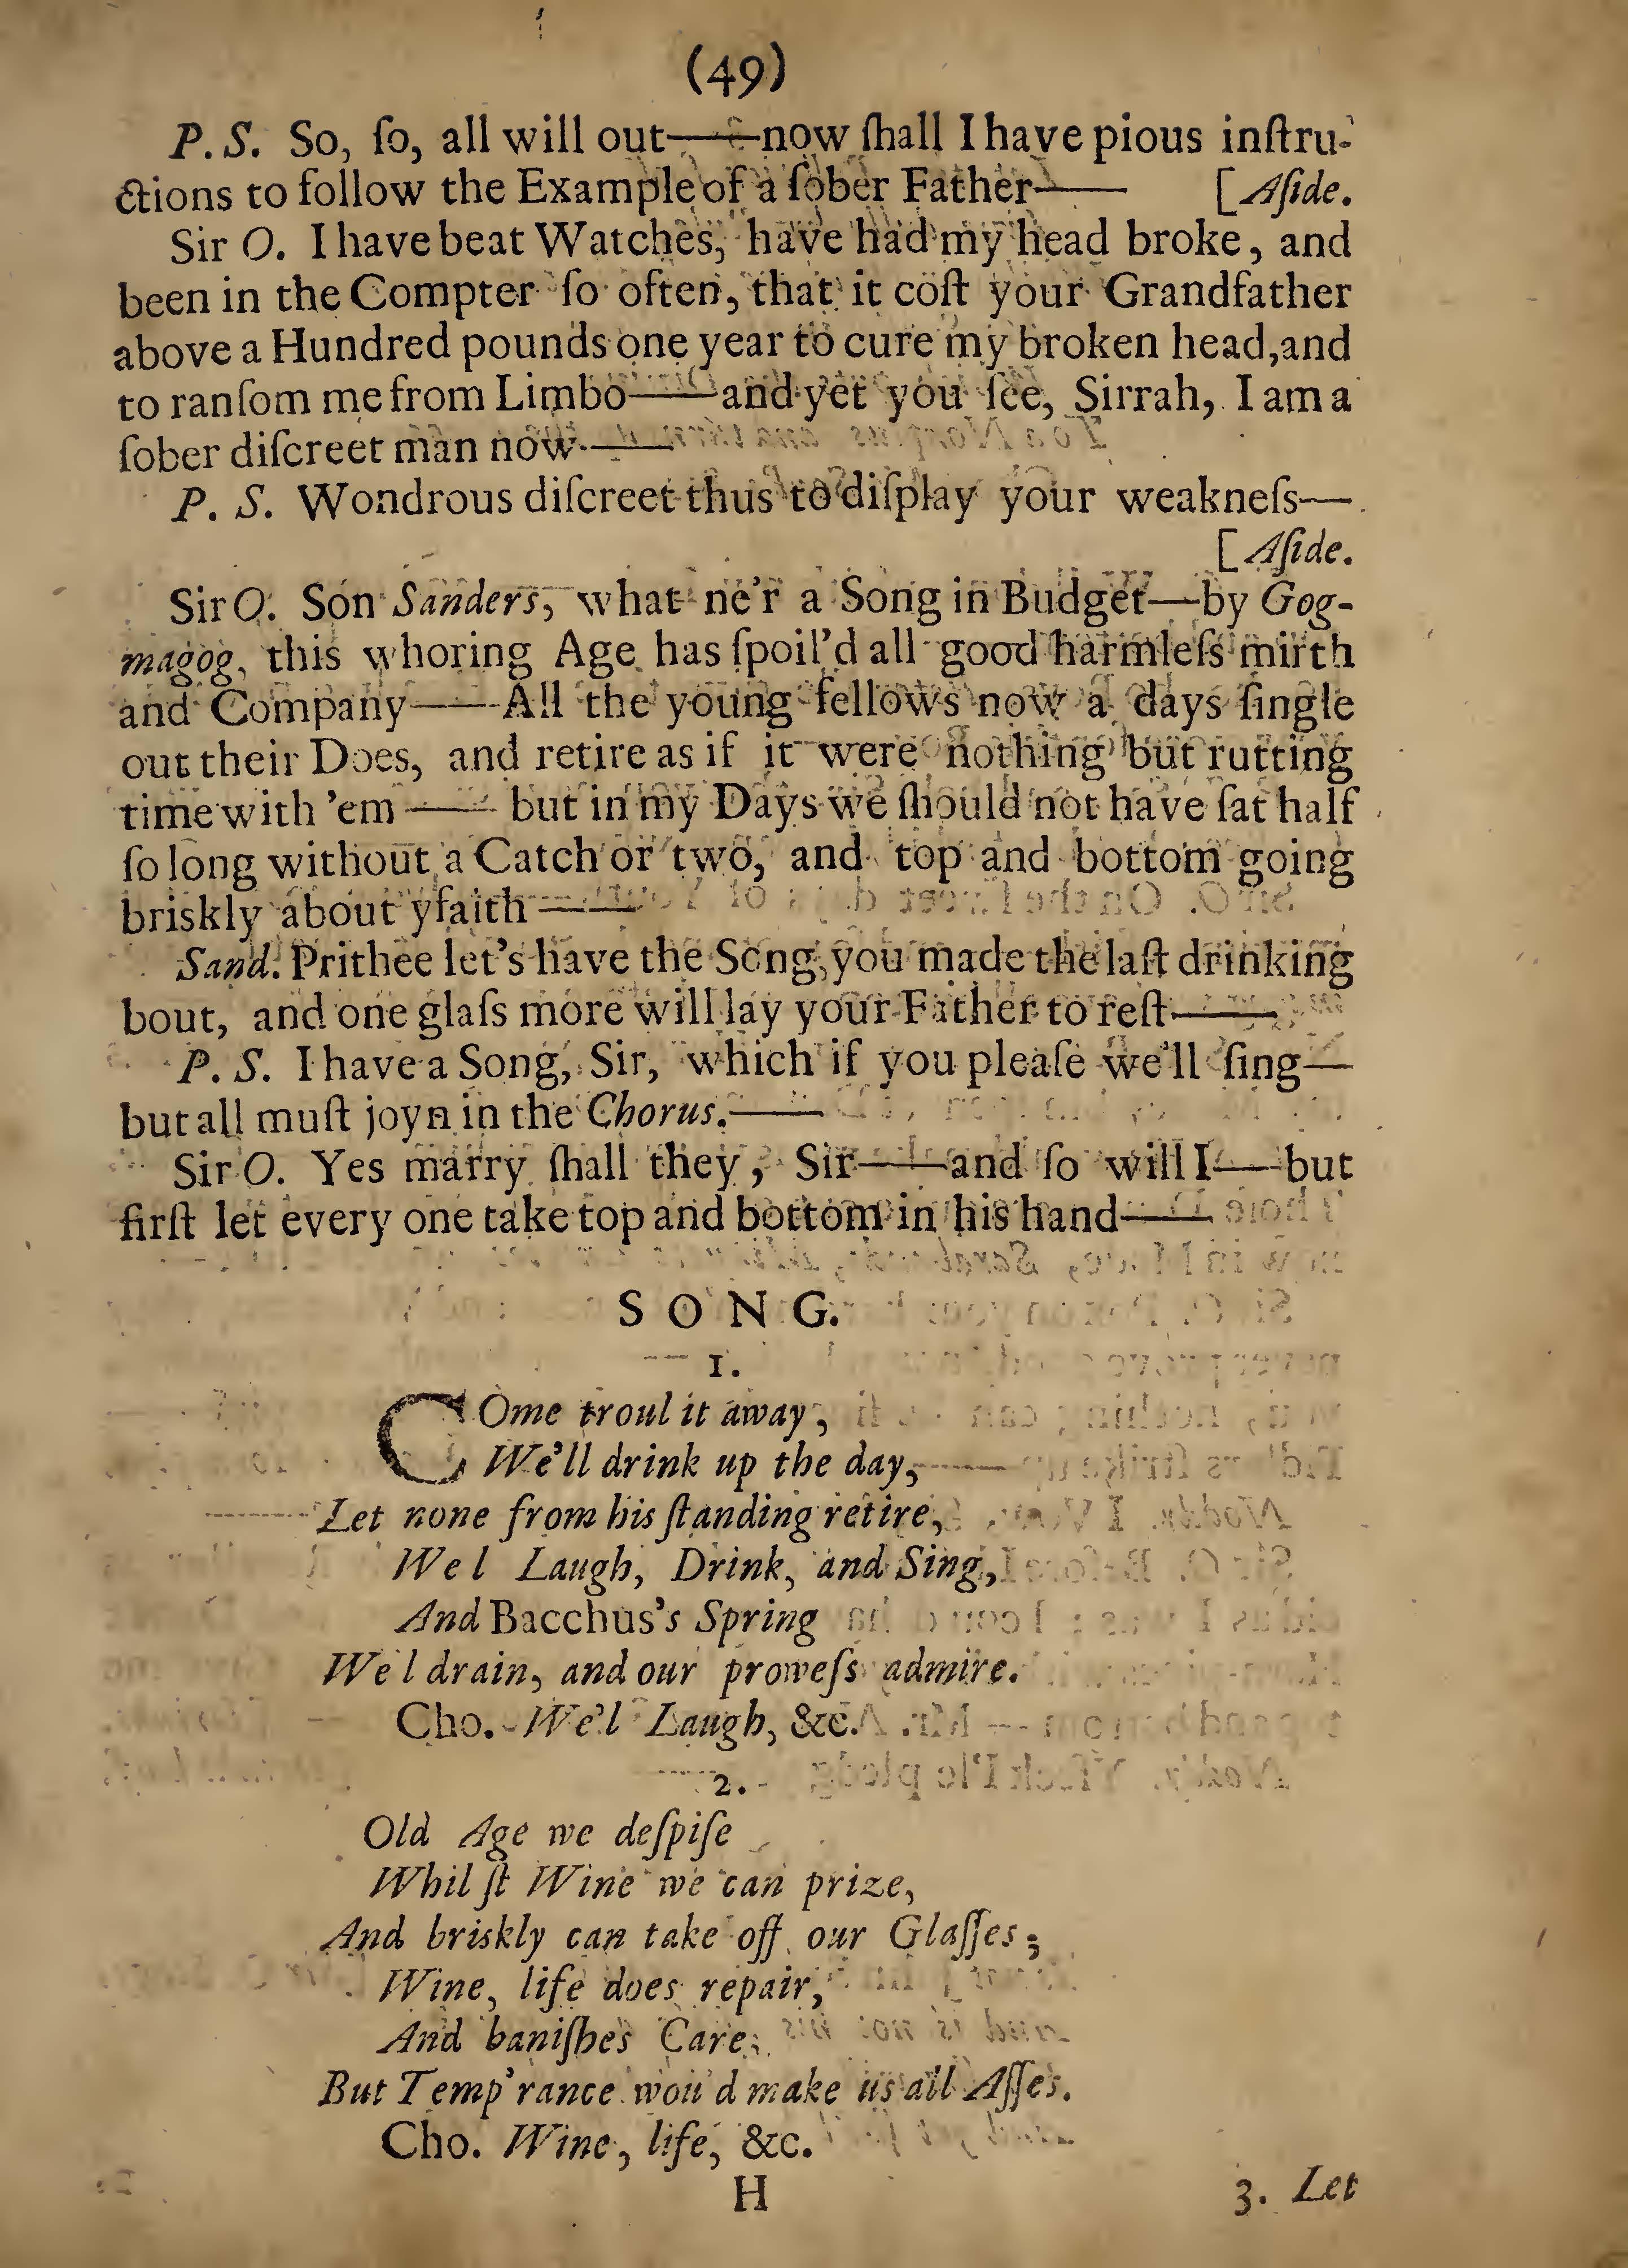 (49)
P. S. So, ſo, all will out——now ſhall I have pious inſtru-
ctions to follow the Example of a ſober Father—— [Aſide.
Sir O. I have beat Watches, have had my head broke, and
been in the Compter ſo often, that it coſt your Grandfather
above a Hundred pounds one year to cure my broken head, and
to ranſom me from Limbo——and yet you ſee, Sirrah, I am a
ſober diſcreet man now——
P. S. Wondrous diſcreet thus to diſplay your weakneſs—
[Aſide.
Sir O. Son Sanders, what ne'r a Song in Budget—by Gog-
magog, this whoring Age has ſpoil'd all good harmleſs mirth
and Company——All the young fellows now a days ſingle
out their Does, and retire as if it were nothing but rutting
time with 'em—— but in my Days we ſhould not have ſat half
ſo long without a Catch or two, and top and bottom going
briskly about yfaith——
Sand. Prithee let's have the Song you made the laſt drinking
bout, and one glaſs more will lay your Father to reſt——
P. S. I have a Song, Sir, which if you pleaſe we'll ſing—
but all muſt joyn in the Chorus.——
Sir O. Yes marry ſhall they, Sir——and ſo will I——but
firſt let every one take top and bottom in his hand——
SONG.
1.
COme troul it away,
We'll drink up the day,
Let none from his ſtanding retire,
We'l Laugh, Drink, and Sing,
And Bacchus's Spring
We'l drain, and our proweſs admire.
Cho. We'l Laugh, &c.
2.
Old Age we deſpiſe
Whilſt Wine we can prize,
And briskly can take off our Glaſſes;
Wine, life does repair,
And baniſhes Care,
But Temp'rance wou'd make us all Aſſes.
Cho. Wine, life, &c.
H 3. Let